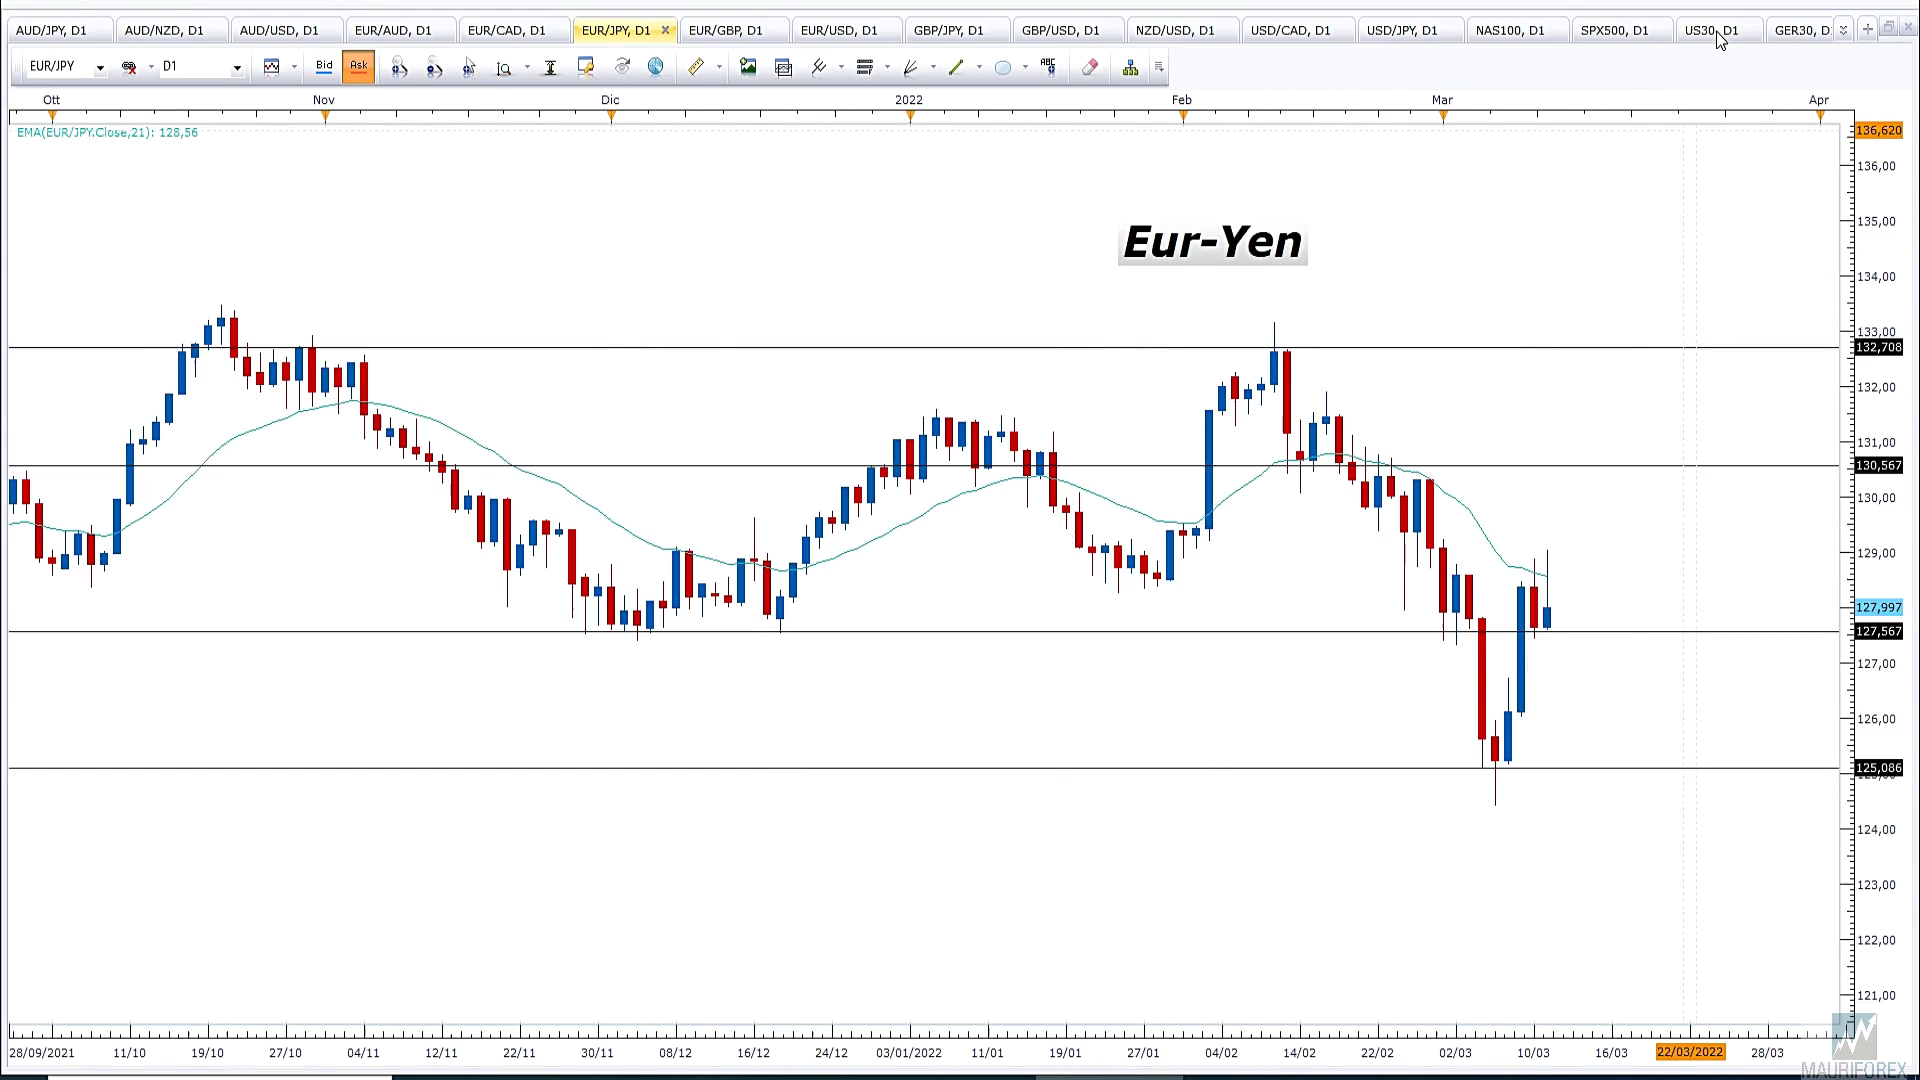 AUD/JPY, D1 AUD/NZD, D1 AUD/USD, D1 EUR/AUD, D1 EUR/CAD, D1 EUR/JPY, D1 EUR/GBP, D1 EUR/USD, D1 GBP/JPY, D1 GBP/USD, D1 NZD/USD, D1 USD/CAD, D1 USD/JPY, D1 NAS100, D1 SPX500, D1 US30, D1 GER30, D:
EUR/JPY D1 Bid Ask ABC
Ott Nov Dic 2022 Feb Mar Apr
EMA(EUR/JPY.Close,21): 128,56
136,620
136,00
135,00
Eur-Yen
134,00
133,00
132,708
132,00
131,00
130,567
130,00
129,00
127,997
127,567
127,00
126,00
125,086
124,00
123,00
122,00
121,00
28/09/2021 11/10 19/10 27/10 04/11 12/11 22/11 30/11 08/12 16/12 24/12 03/01/2022 11/01 19/01 27/01 04/02 14/02 22/02 02/03 10/03 16/03 22/03/2022 28/03
MAURIFOREX